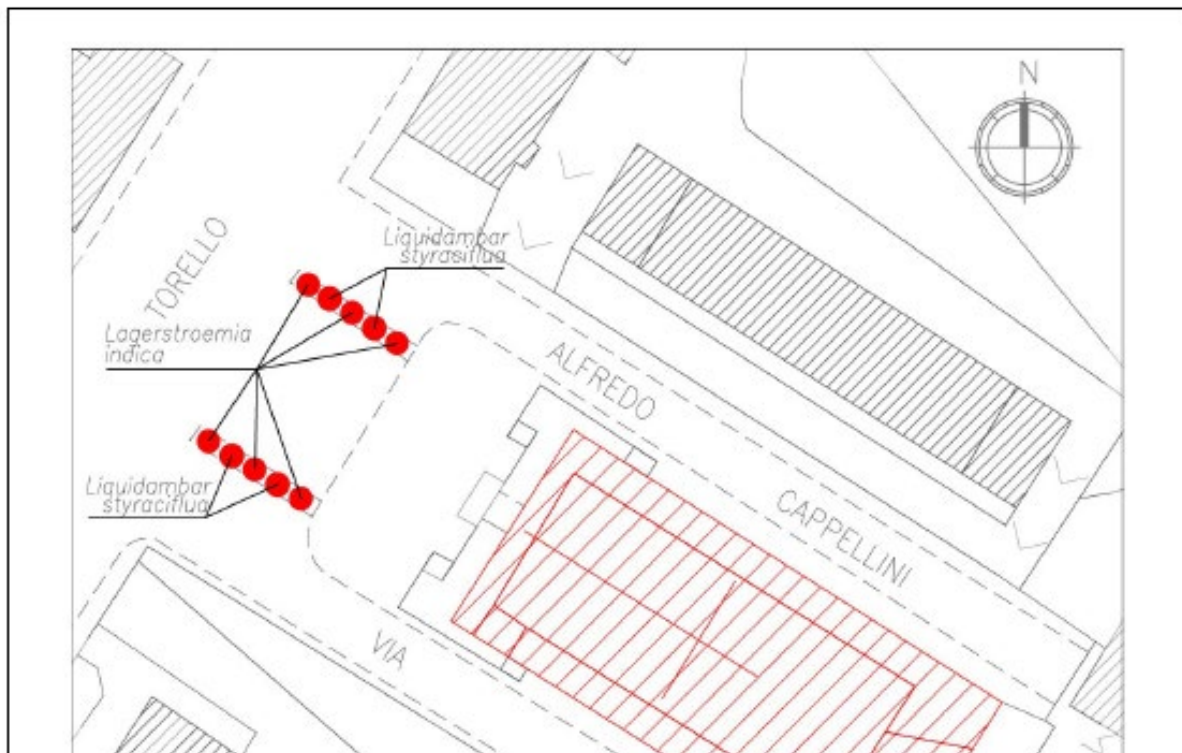 N
TORELLO
Liquidambar
styrasiflua
Lagerstroemia
indica
ALFREDO
Liquidambar
styraciflua
CAPPELLINI
VIA